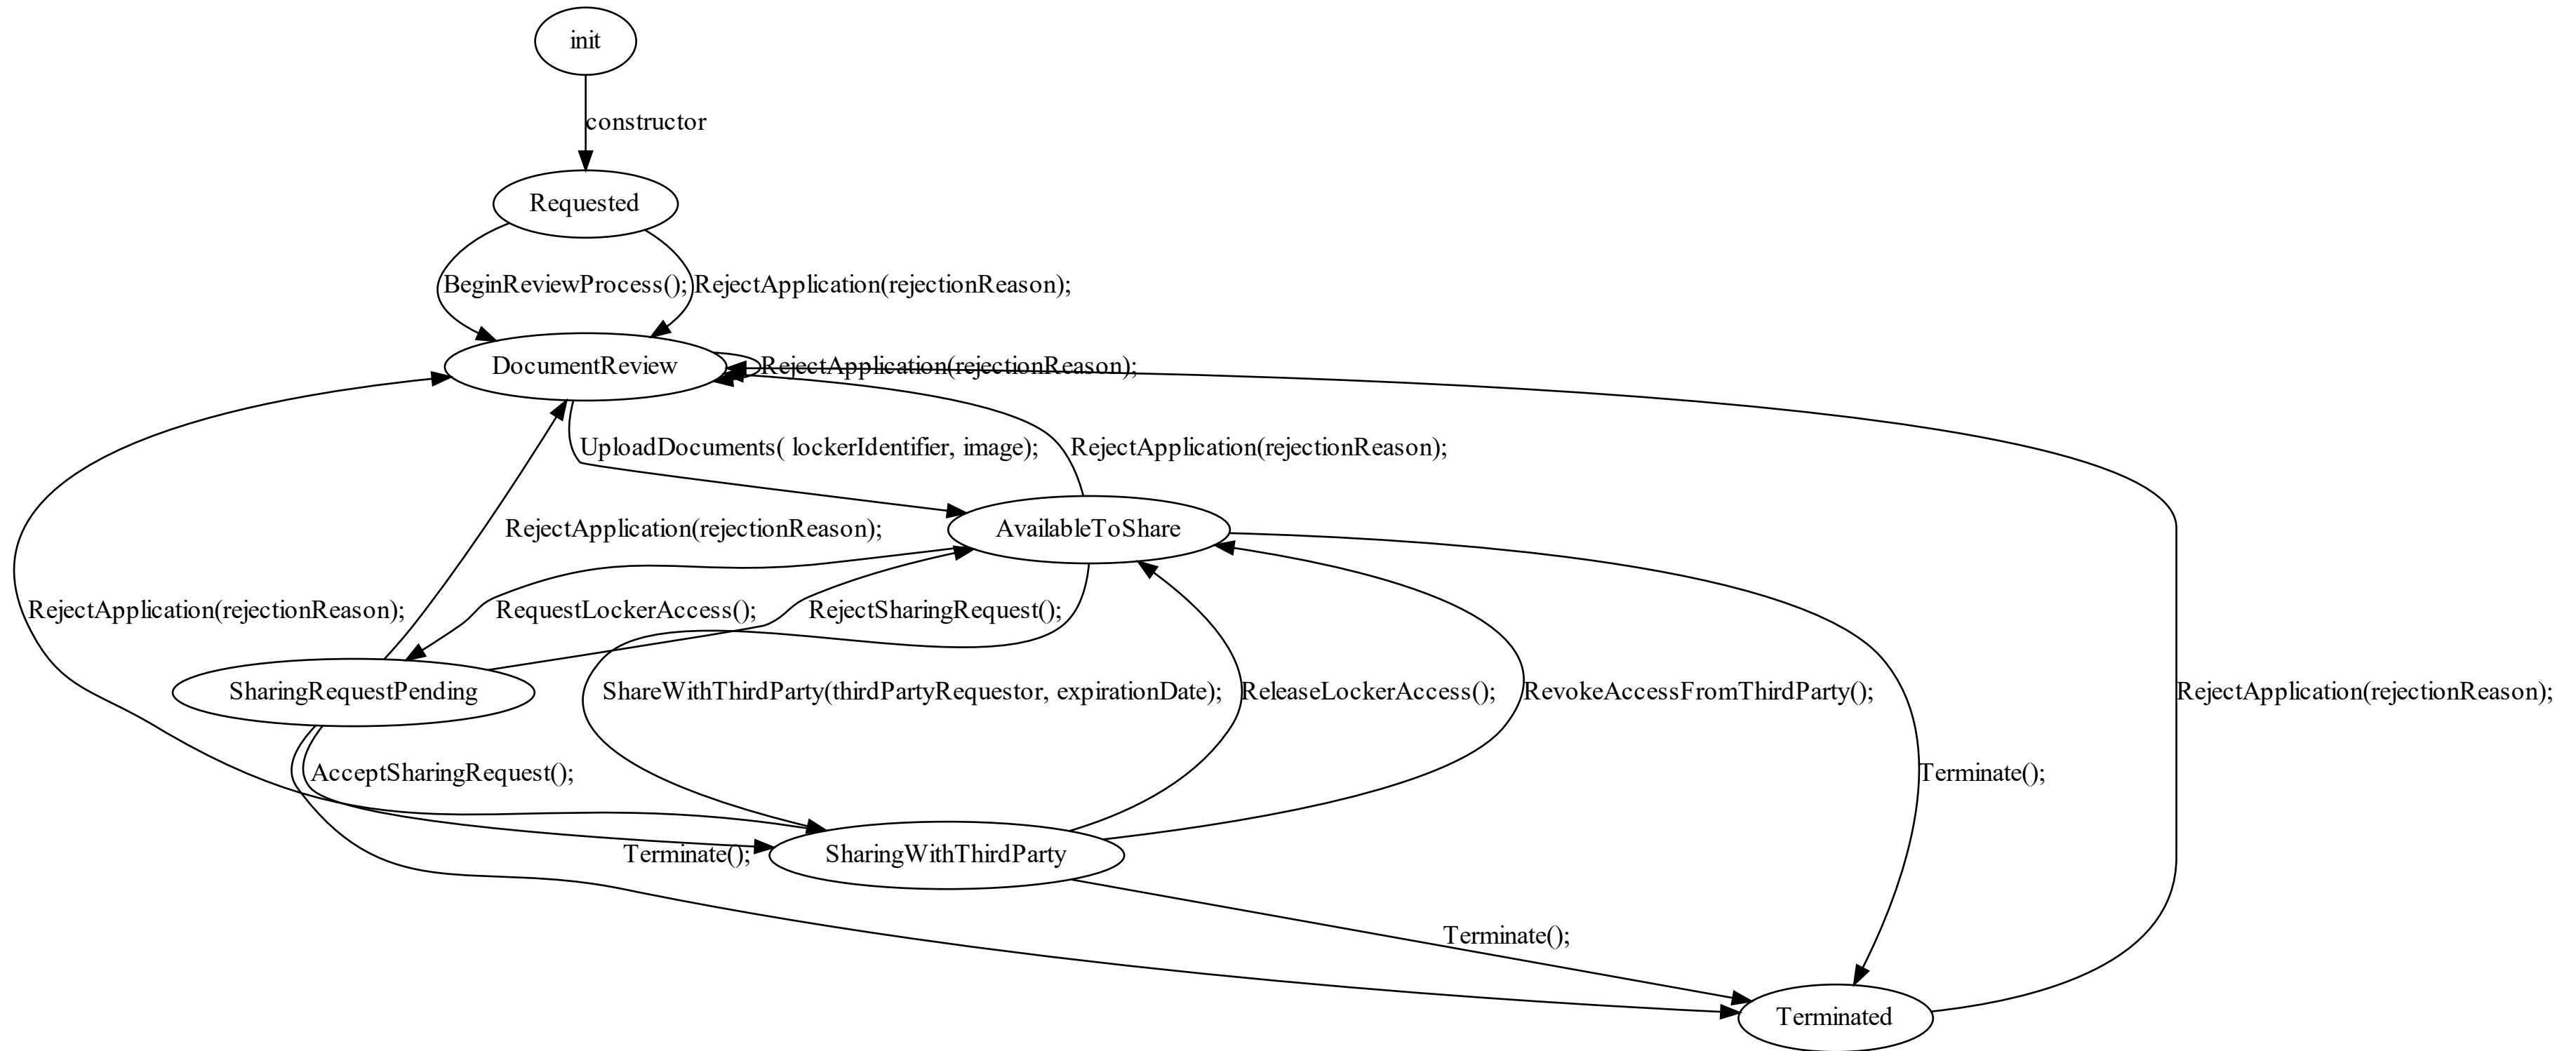 init
constructor
Requested
BeginReviewProcess();
RejectApplication(rejectionReason);
DocumentReview
RejectApplication(rejectionReason);
UploadDocuments( lockerIdentifier, image);
RejectApplication(rejectionReason);
RejectApplication(rejectionReason);
AvailableToShare
RejectApplication(rejectionReason);
RequestLockerAccess();
RejectSharingRequest();
SharingRequestPending
ShareWithThirdParty(thirdPartyRequestor, expirationDate);
ReleaseLockerAccess();
RevokeAccessFromThirdParty();
RejectApplication(rejectionReason);
AcceptSharingRequest();
Terminate();
Terminate();
SharingWithThirdParty
Terminate();
Terminated